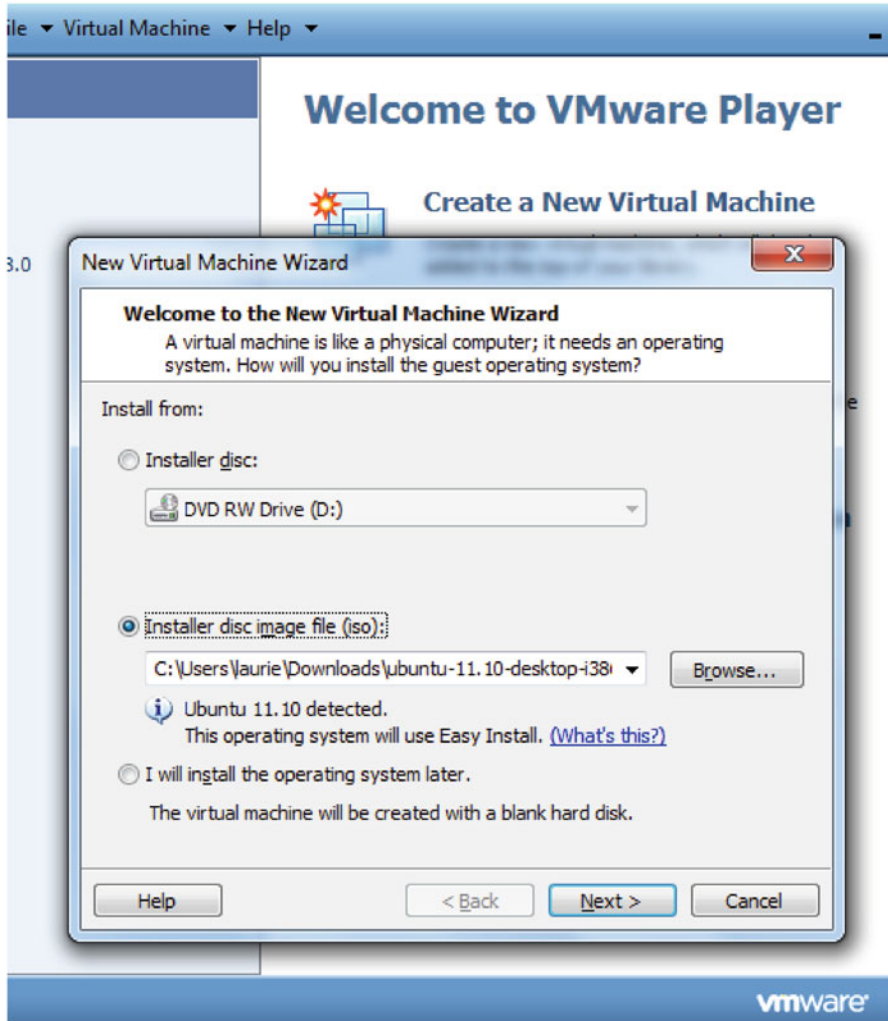 ile Virtual Machine Help
Welcome to VMware Player
Create a New Virtual Machine
3.0
New Virtual Machine Wizard
Welcome to the New Virtual Machine Wizard
A virtual machine is like a physical computer; it needs an operating
system. How will you install the guest operating system?
Install from:
Installer disc:
DVD RW Drive (D:)
Installer disc image file (iso):
C:\Users\laurie\Downloads\ubuntu-11.10-desktop-i38
Browse...
Ubuntu 11.10 detected.
This operating system will use Easy Install. (What's this?)
I will install the operating system later.
The virtual machine will be created with a blank hard disk.
Help
< Back
Next >
Cancel
vmware